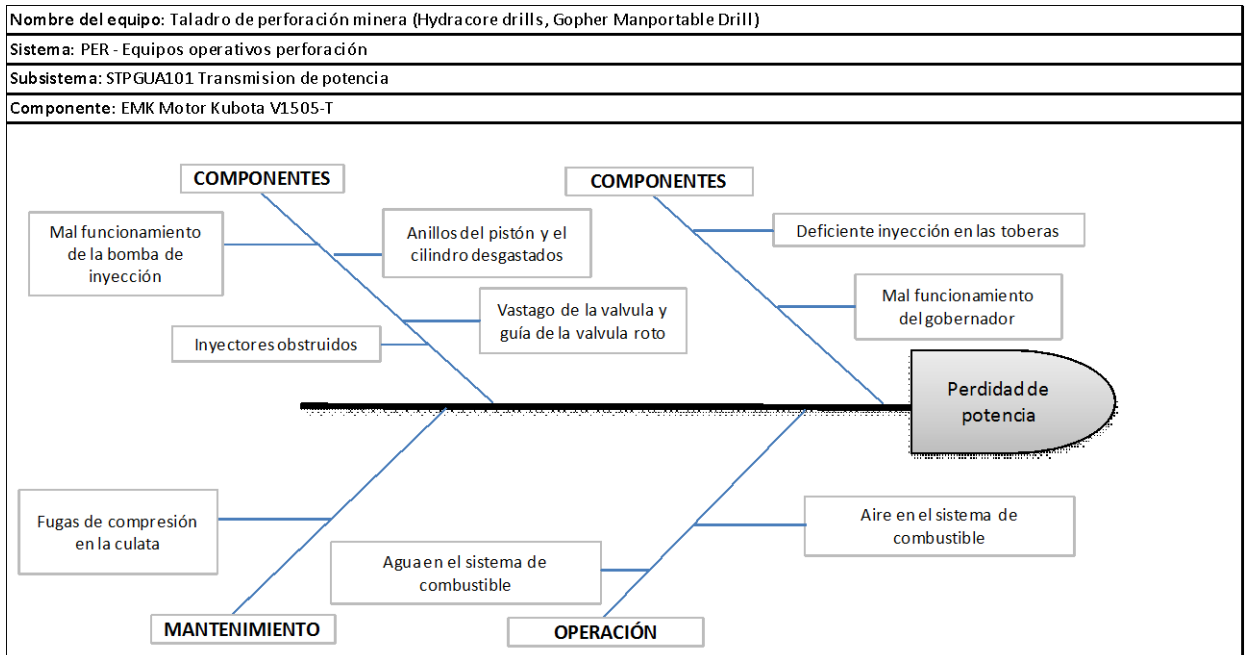 Nombre del equipo: Taladro de perforación minera (Hydracore drills, Gopher Manportable Drill)
Sistema: PER - Equipos operativos perforación
Subsistema: STPGUA101 Transmision de potencia
Componente: EMK Motor Kubota V1505-T
COMPONENTES
COMPONENTES
Mal funcionamiento
de la bomba de
inyección
Anillos del pistón y el
cilindro desgastados
Deficiente inyección en las toberas
Vastago de la valvula y
guía de la valvula roto
Mal funcionamiento
del gobernador
Inyectores obstruidos
Perdidad de
potencia
Fugas de compresión
en la culata
Aire en el sistema de
combustible
Agua en el sistema de
combustible
MANTENIMIENTO
OPERACIÓN